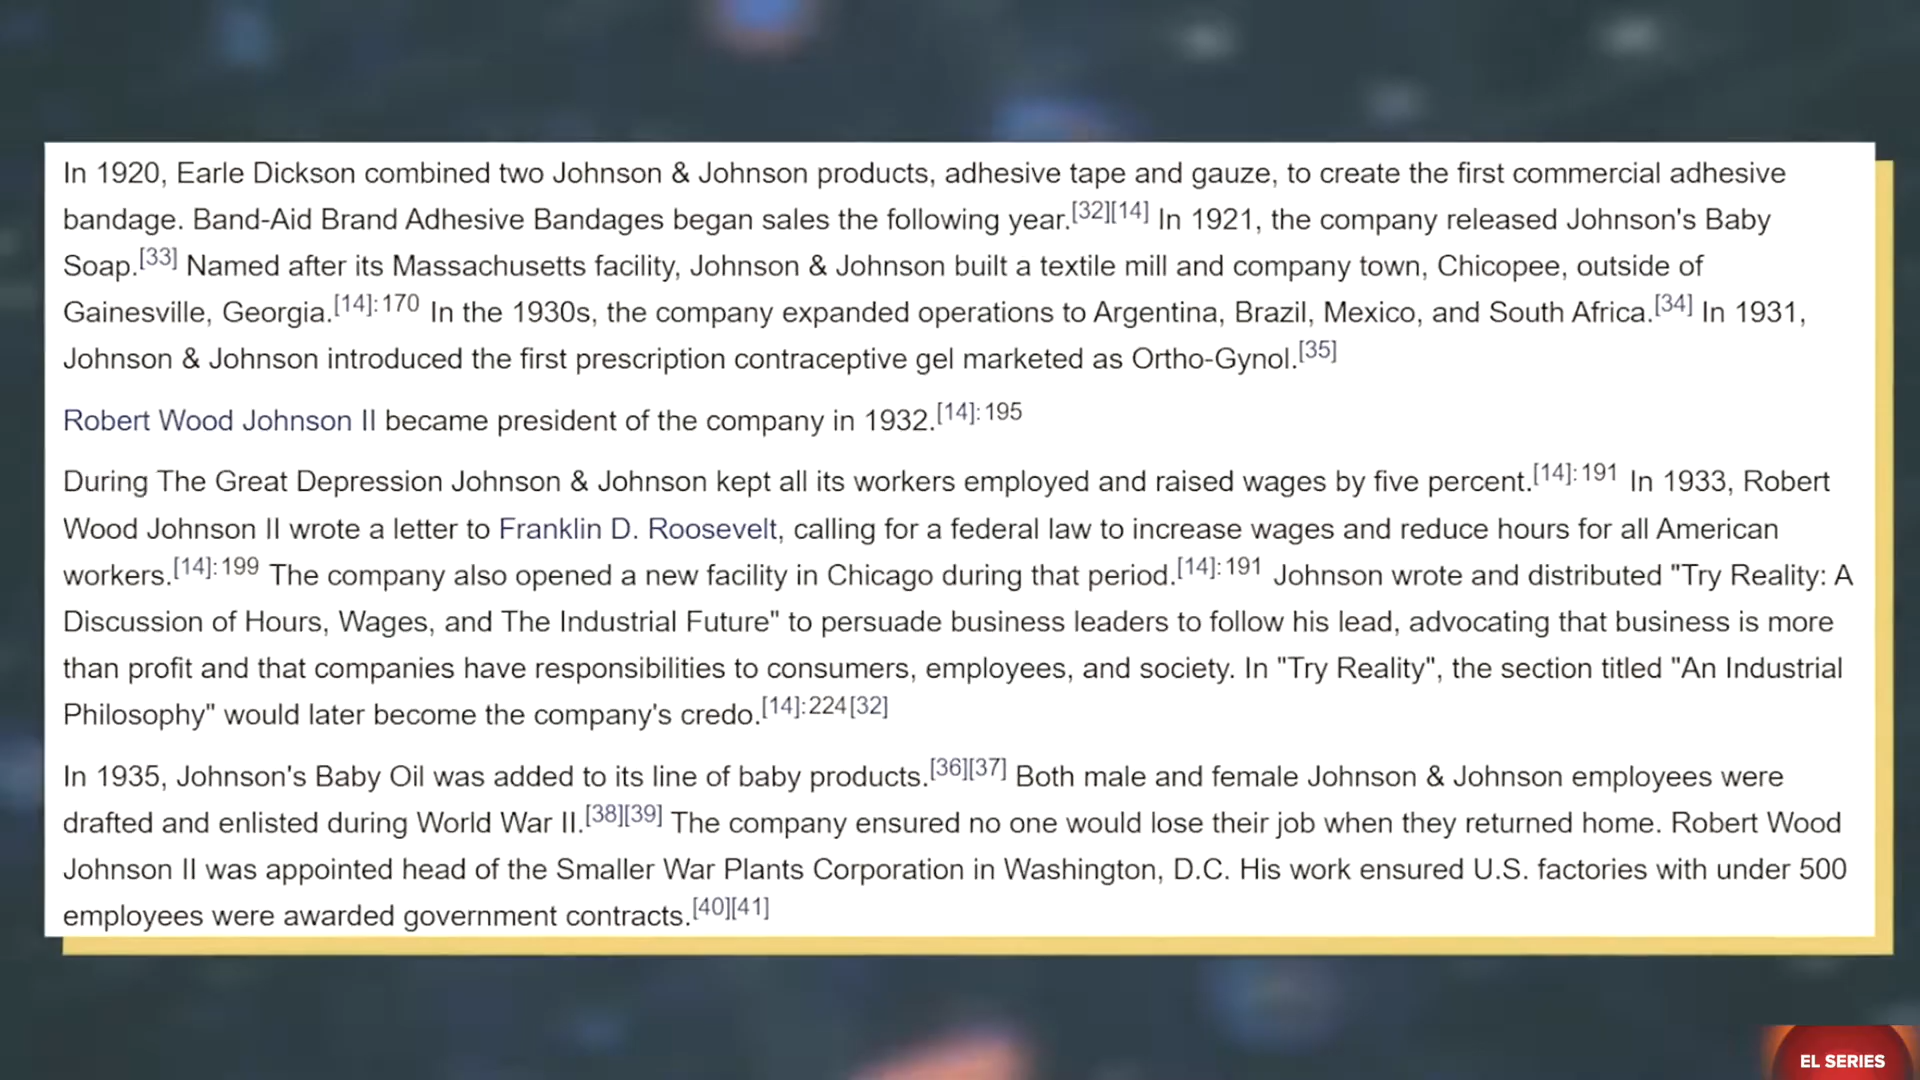 In 1920, Earle Dickson combined two Johnson & Johnson products, adhesive tape and gauze, to create the first commercial adhesive
bandage. Band-Aid Brand Adhesive Bandages began sales the following year.[32][14] In 1921, the company released Johnson's Baby
Soap.[33] Named after its Massachusetts facility, Johnson & Johnson built a textile mill and company town, Chicopee, outside of
Gainesville, Georgia.[14]:170 In the 1930s, the company expanded operations to Argentina, Brazil, Mexico, and South Africa.[34] In 1931,
Johnson & Johnson introduced the first prescription contraceptive gel marketed as Ortho-Gynol.[35]
Robert Wood Johnson II became president of the company in 1932.[14]:195
During The Great Depression Johnson & Johnson kept all its workers employed and raised wages by five percent.[14]:191 In 1933, Robert
Wood Johnson II wrote a letter to Franklin D. Roosevelt, calling for a federal law to increase wages and reduce hours for all American
workers.[14]:199 The company also opened a new facility in Chicago during that period.[14]:191 Johnson wrote and distributed "Try Reality: A
Discussion of Hours, Wages, and The Industrial Future" to persuade business leaders to follow his lead, advocating that business is more
than profit and that companies have responsibilities to consumers, employees, and society. In "Try Reality", the section titled "An Industrial
Philosophy" would later become the company's credo.[14]:224[32]
In 1935, Johnson's Baby Oil was added to its line of baby products.[36][37] Both male and female Johnson & Johnson employees were
drafted and enlisted during World War II.[38][39] The company ensured no one would lose their job when they returned home. Robert Wood
Johnson II was appointed head of the Smaller War Plants Corporation in Washington, D.C. His work ensured U.S. factories with under 500
employees were awarded government contracts.[40][41]
EL SERIES